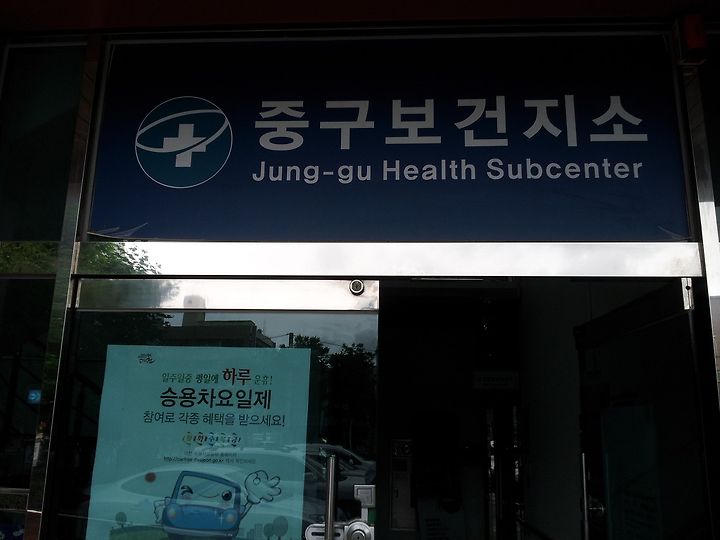 중구보건지소
Jung-gu Health Subcenter
일주일중 평일에 하루 운휴!
승용차요일제
참여로 각종 혜택을 받으세요!